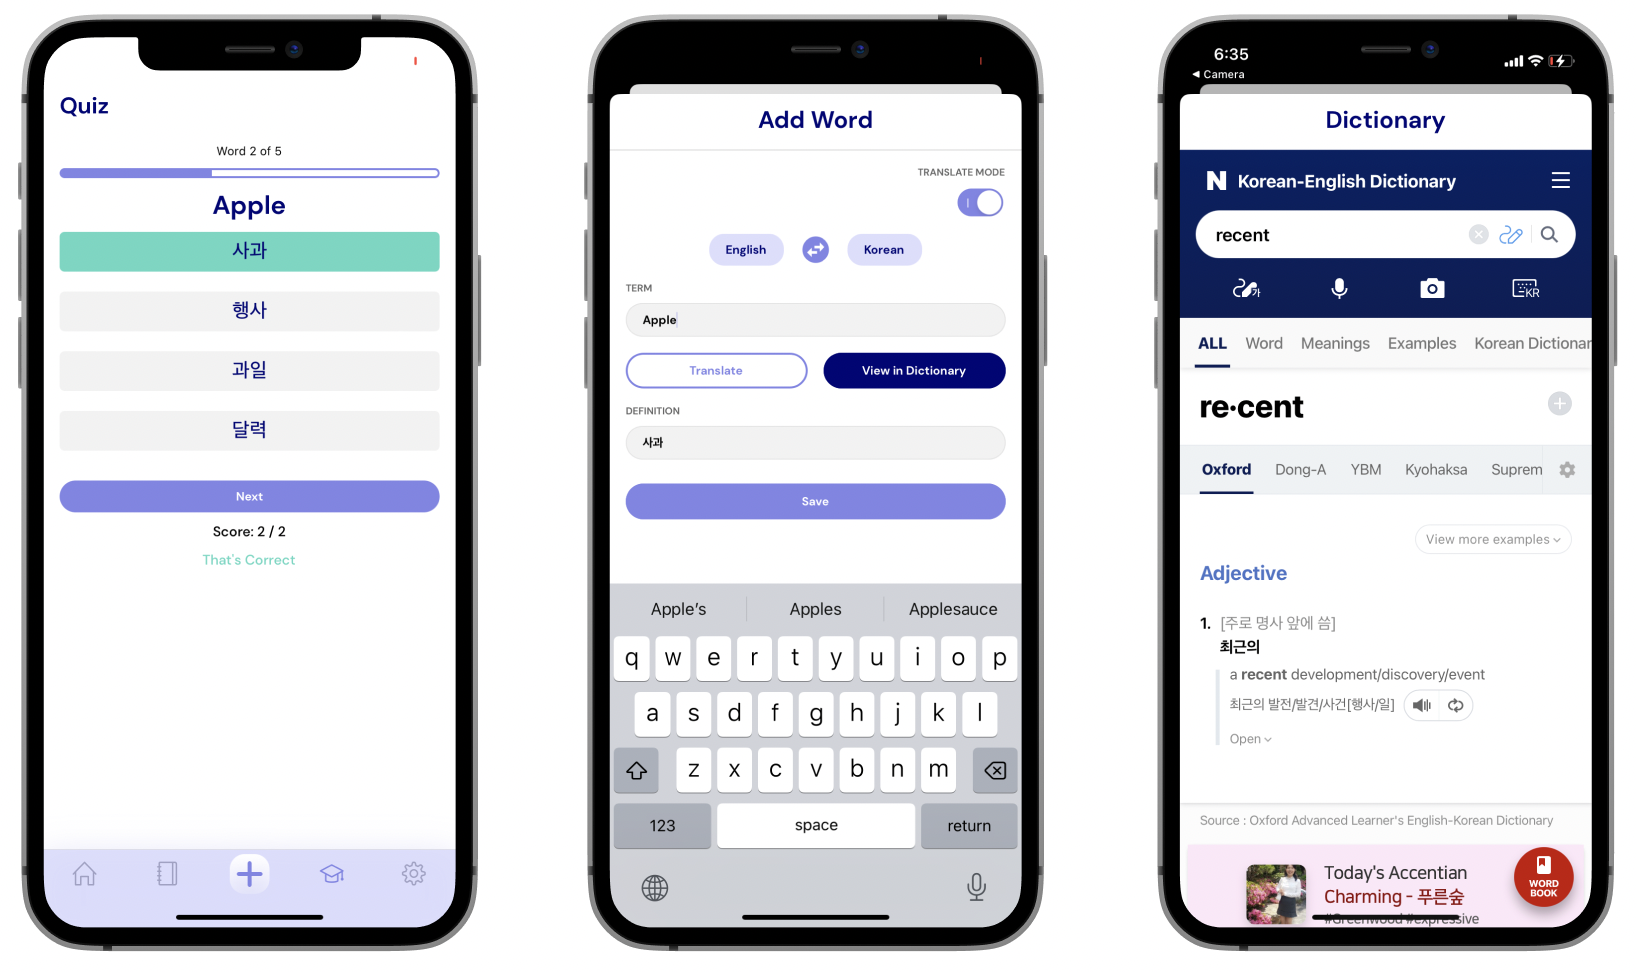 Quiz
Word 2 of 5
Apple
사과
행사
과일
달력
Next
Score: 2 / 2
That's Correct
Add Word
TRANSLATE MODE
English
Korean
TERM
Apple
Translate
View in Dictionary
DEFINITION
사과
Save
Apple's
Apples
Applesauce
q w e r t y u i o p
a s d f g h j k l
z x c v b n m
123
space
return
6:35
◀ Camera
Dictionary
N Korean-English Dictionary
recent
가
KR
ALL Word Meanings Examples Korean Dictionar
re·cent
Oxford Dong-A YBM Kyohaksa Suprem
View more examples
Adjective
1. [주로 명사 앞에 씀]
최근의
a recent development/discovery/event
최근의 발전/발견/사건[행사/일]
Open
Source : Oxford Advanced Learner's English-Korean Dictionary
Today's Accentian
Charming - 푸른숲
#Greenwood #expressive
WORD
BOOK